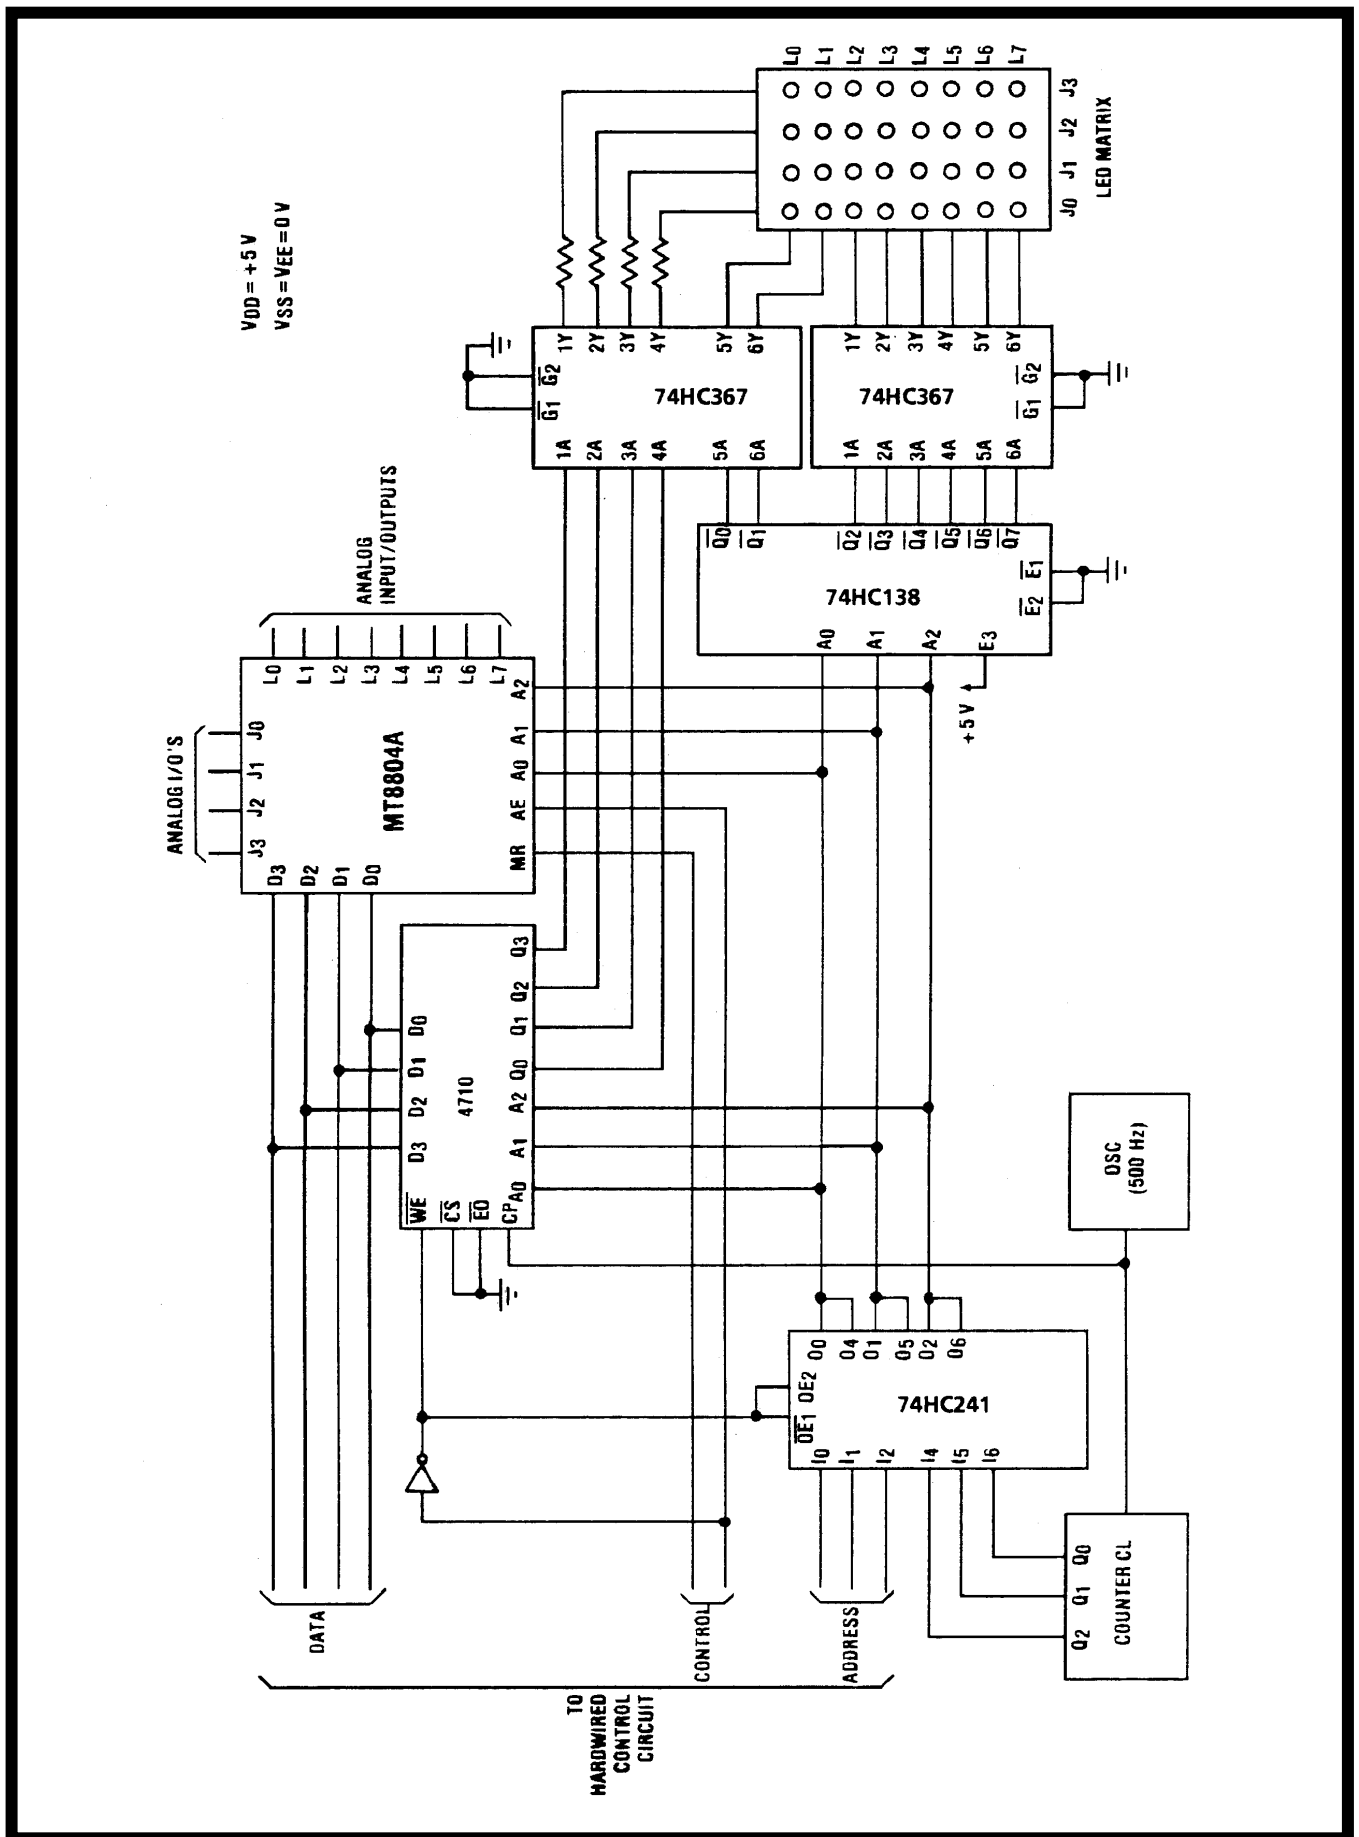 VDD = +5 V
VSS = VEE = 0 V
ANALOG I/O'S
ANALOG
INPUT/OUTPUTS
J3 J2 J1 J0
L0 L1 L2 L3 L4 L5 L6 L7
MT8804A
D3 D2 D1 D0
MR AE A0 A1 A2
4710
D3 D2 D1 D0
WE CS EO CP
A0 A1 A2 Q0 Q1 Q2 Q3
74HC367
G1 G2
1A 2A 3A 4A 5A 6A
1Y 2Y 3Y 4Y 5Y 6Y
74HC367
G1 G2
1A 2A 3A 4A 5A 6A
1Y 2Y 3Y 4Y 5Y 6Y
74HC138
Q0 Q1 Q2 Q3 Q4 Q5 Q6 Q7
A0 A1 A2 E3
E2 E1
+5 V
L0 L1 L2 L3 L4 L5 L6 L7
J0 J1 J2 J3
LED MATRIX
74HC241
OE1 OE2
I0 I1 I2 I4 I5 I6
O0 O4 O1 O5 O2 O6
OSC
(500 Hz)
Q2 Q1 Q0
COUNTER CL
DATA
CONTROL
ADDRESS
TO
HARDWIRED
CONTROL
CIRCUIT